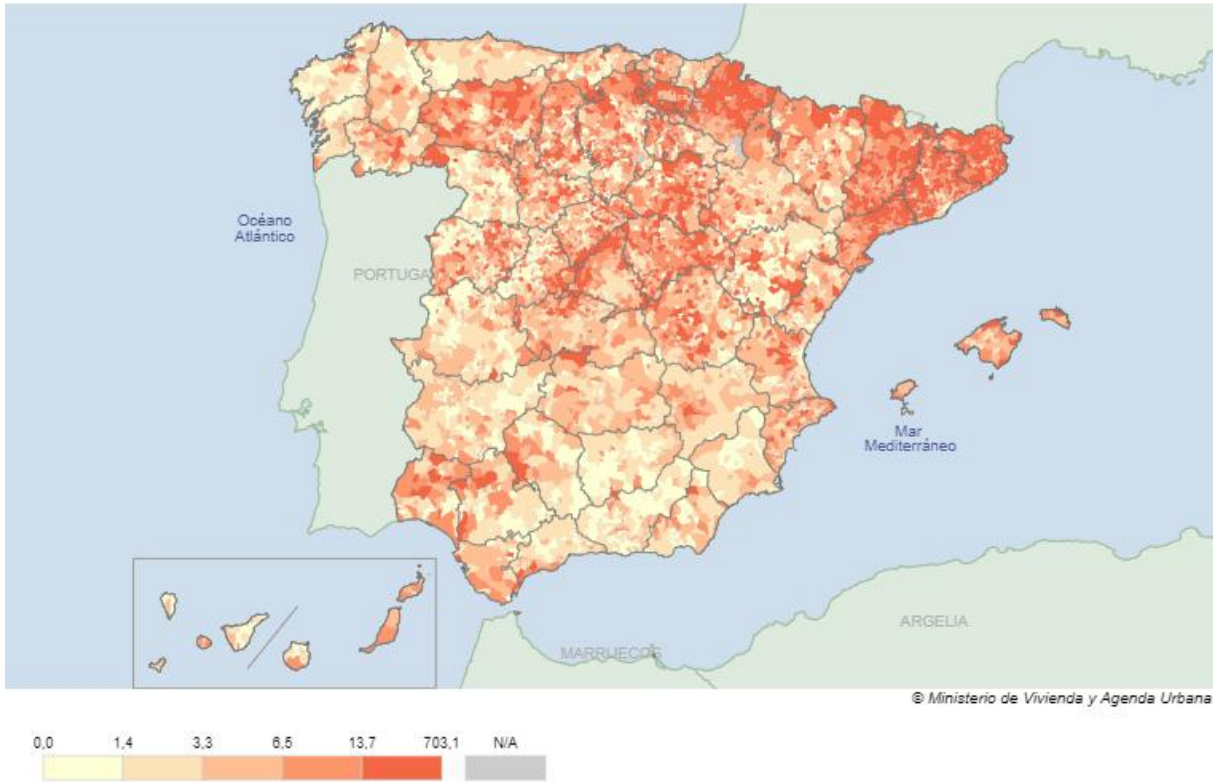 Océano
Atlántico
PORTUGA
Mar
Mediterráneo
ARGELIA
MARRUECOS
© Ministerio de Vivienda y Agenda Urbana
0,0 1,4 3,3 6,5 13,7 703,1 N/A